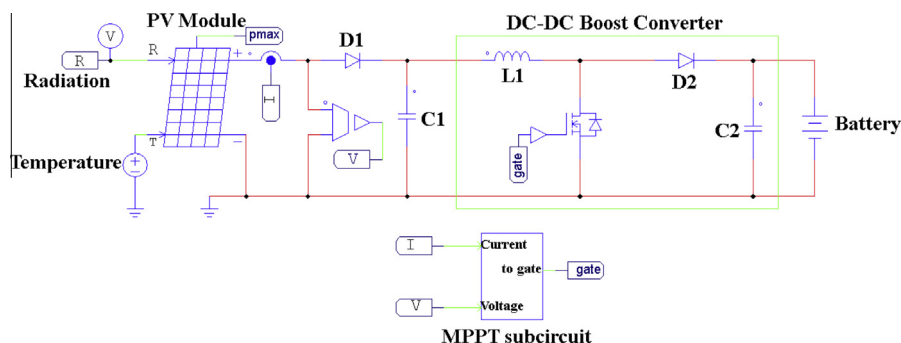 PV Module
DC-DC Boost Converter
V
pmax
D1
R
R
Radiation
+
I
L1
D2
C1
C2
Battery
T
−
V
gate
Temperature
+
−
I
Current
to gate
gate
V
Voltage
MPPT subcircuit